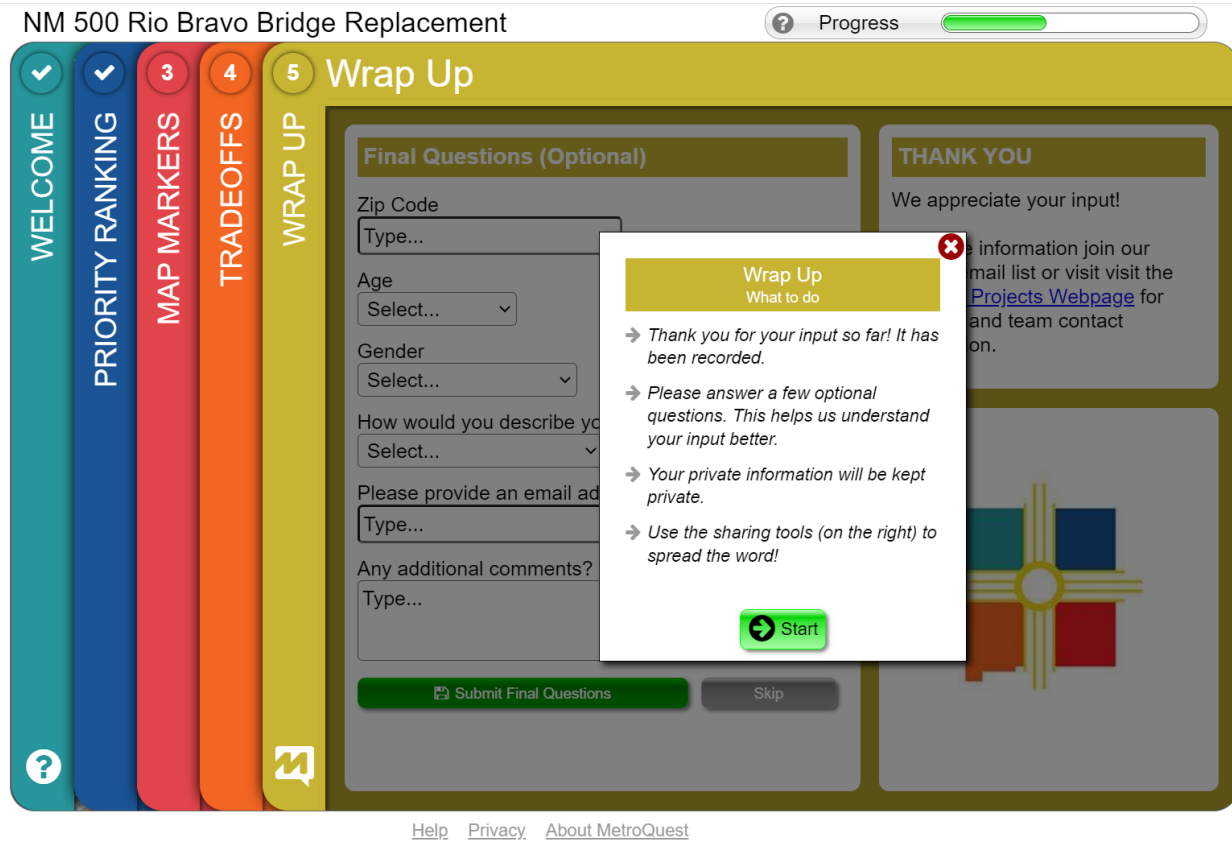 NM 500 Rio Bravo Bridge Replacement
? Progress
WELCOME
?
PRIORITY RANKING
3
MAP MARKERS
4
TRADEOFFS
5
WRAP UP
Wrap Up
Final Questions (Optional)
Zip Code
Type...
Age
Select...
Gender
Select...
How would you describe yo
Select...
Please provide an email ad
Type...
Any additional comments?
Type...
Submit Final Questions
Skip
Wrap Up
What to do
Thank you for your input so far! It has
been recorded.
Please answer a few optional
questions. This helps us understand
your input better.
Your private information will be kept
private.
Use the sharing tools (on the right) to
spread the word!
Start
THANK YOU
We appreciate your input!
information join our
mail list or visit visit the
Projects Webpage for
and team contact
on.
Help Privacy About MetroQuest